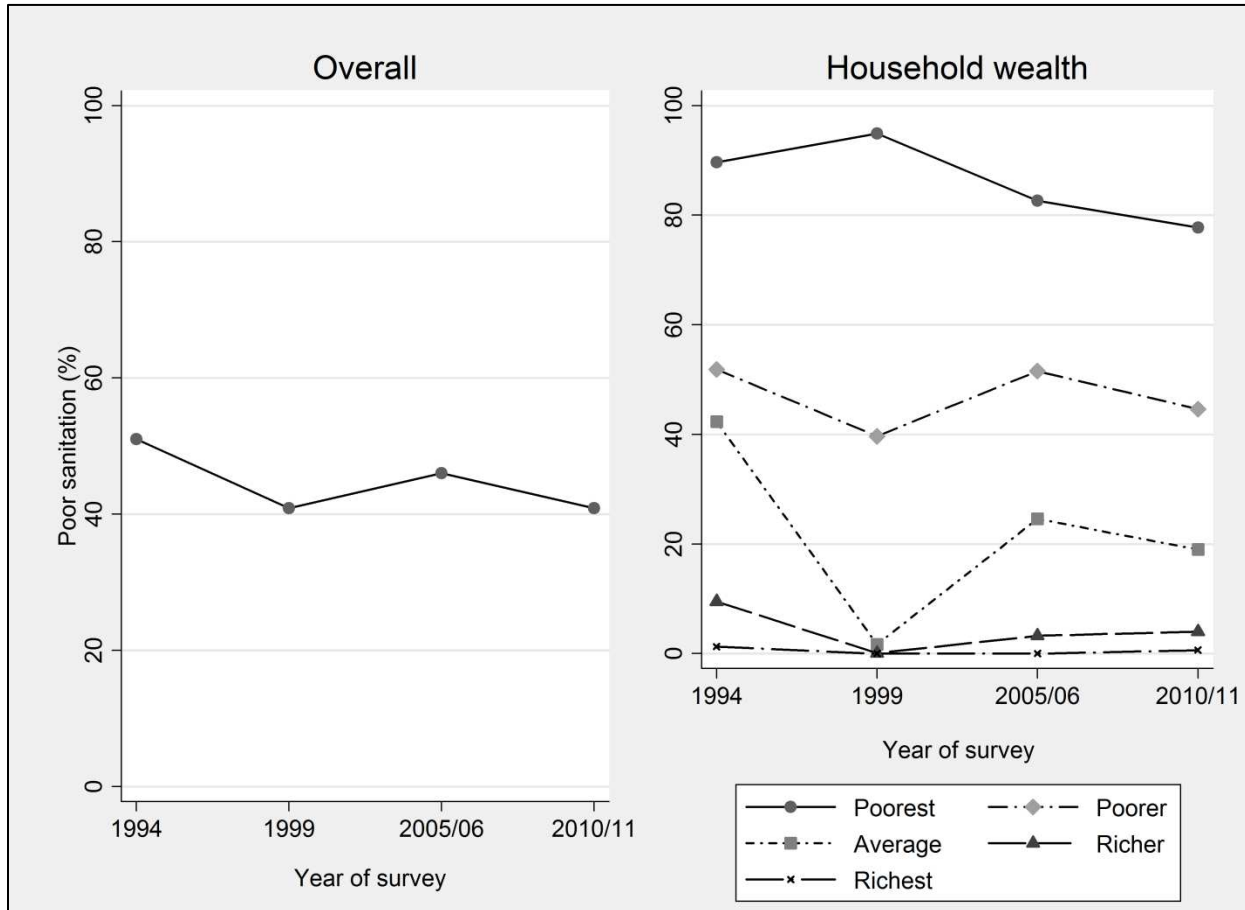 Overall
Poor sanitation (%)
100
80
60
40
20
0
1994 1999 2005/06 2010/11
Year of survey
Household wealth
100
80
60
40
20
0
1994 1999 2005/06 2010/11
Year of survey
Poorest Poorer
Average Richer
Richest